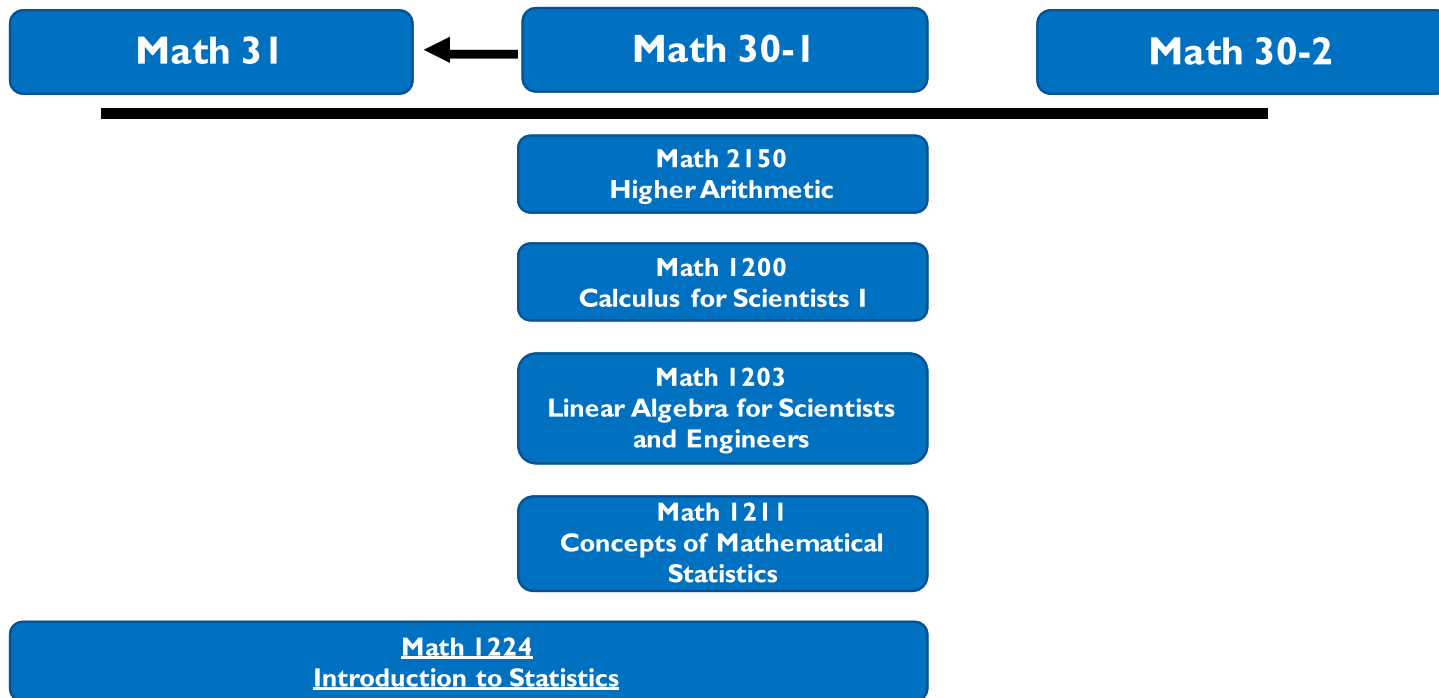 Math 31
Math 30-1
Math 30-2
Math 2150
Higher Arithmetic
Math 1200
Calculus for Scientists I
Math 1203
Linear Algebra for Scientists
and Engineers
Math 1211
Concepts of Mathematical
Statistics
Math 1224
Introduction to Statistics